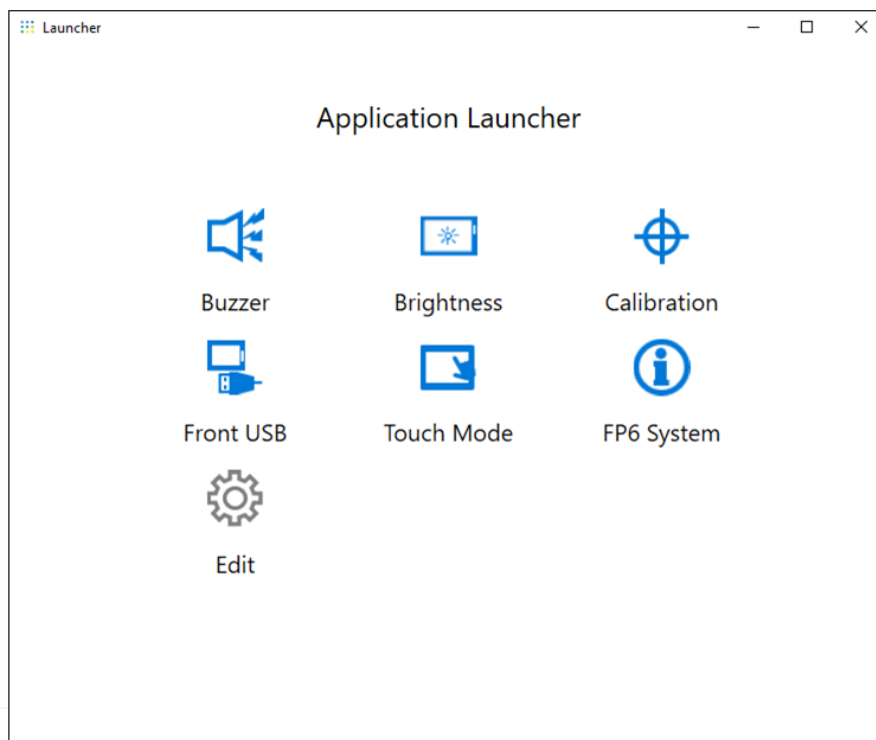 Launcher
Application Launcher
Buzzer Brightness Calibration
Front USB Touch Mode FP6 System
Edit